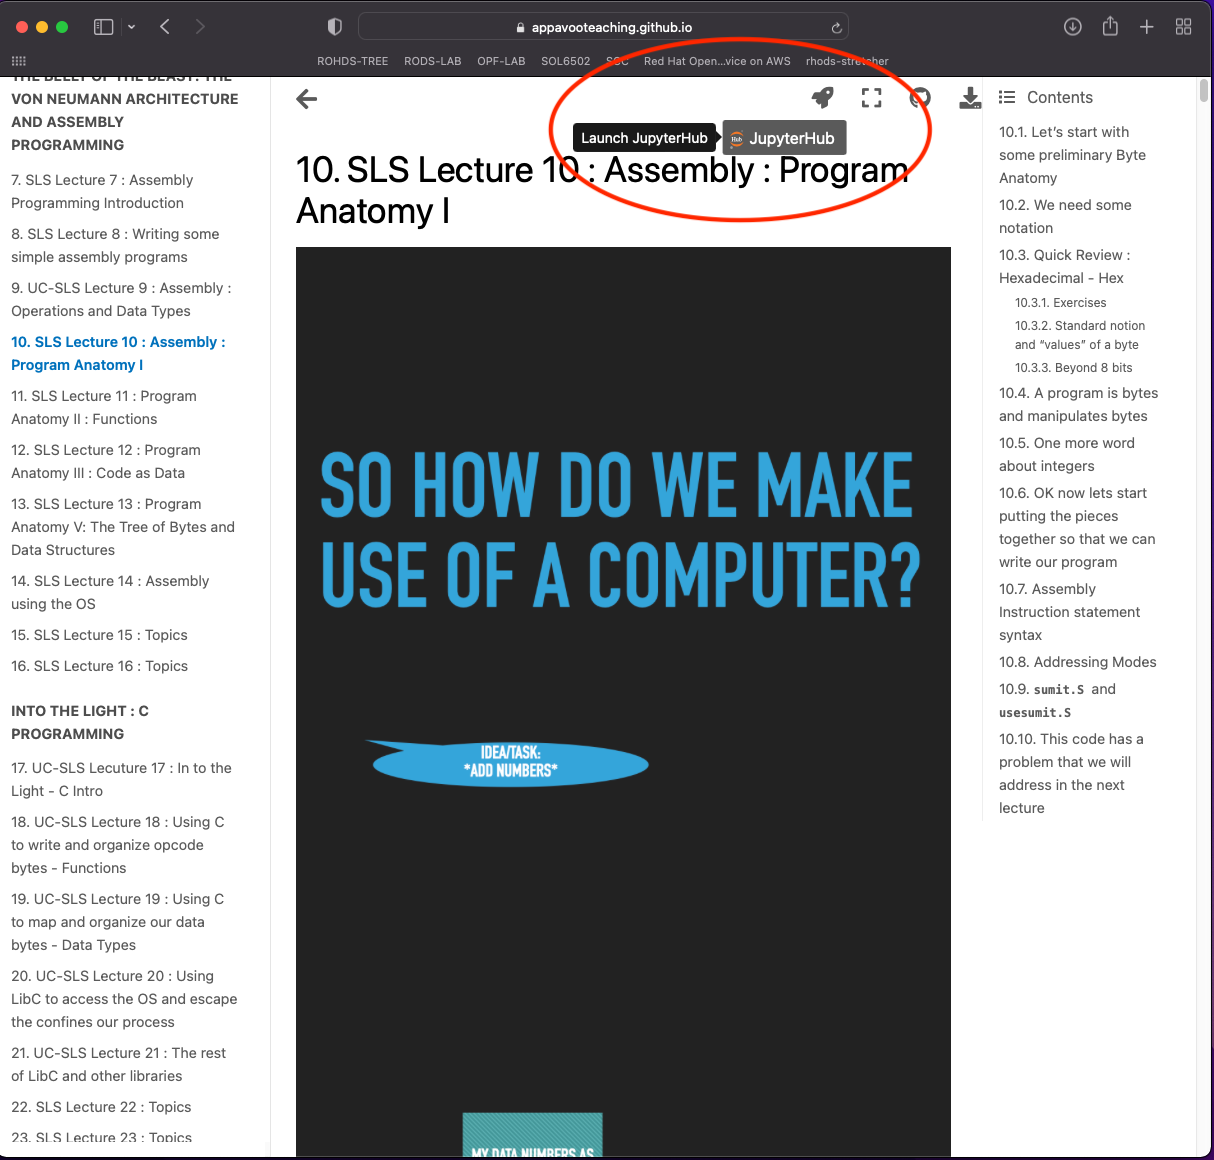 appavooteaching.github.io
ROHDS-TREE RODS-LAB OPF-LAB SOL6502 SCC Red Hat Open...vice on AWS rhods-stretcher
THE BELLY OF THE BEAST: THE
VON NEUMANN ARCHITECTURE
AND ASSEMBLY
PROGRAMMING
7. SLS Lecture 7 : Assembly
Programming Introduction
8. SLS Lecture 8 : Writing some
simple assembly programs
9. UC-SLS Lecture 9 : Assembly :
Operations and Data Types
10. SLS Lecture 10 : Assembly :
Program Anatomy I
11. SLS Lecture 11 : Program
Anatomy II : Functions
12. SLS Lecture 12 : Program
Anatomy III : Code as Data
13. SLS Lecture 13 : Program
Anatomy V: The Tree of Bytes and
Data Structures
14. SLS Lecture 14 : Assembly
using the OS
15. SLS Lecture 15 : Topics
16. SLS Lecture 16 : Topics
INTO THE LIGHT : C
PROGRAMMING
17. UC-SLS Lecuture 17 : In to the
Light - C Intro
18. UC-SLS Lecture 18 : Using C
to write and organize opcode
bytes - Functions
19. UC-SLS Lecture 19 : Using C
to map and organize our data
bytes - Data Types
20. UC-SLS Lecture 20 : Using
LibC to access the OS and escape
the confines our process
21. UC-SLS Lecture 21 : The rest
of LibC and other libraries
22. SLS Lecture 22 : Topics
23. SLS Lecture 23 : Topics
Launch JupyterHub
Hub JupyterHub
10. SLS Lecture 10 : Assembly : Program
Anatomy I
SO HOW DO WE MAKE
USE OF A COMPUTER?
IDEA/TASK:
*ADD NUMBERS*
MY DATA NUMBERS AS
Contents
10.1. Let's start with
some preliminary Byte
Anatomy
10.2. We need some
notation
10.3. Quick Review :
Hexadecimal - Hex
10.3.1. Exercises
10.3.2. Standard notion
and “values” of a byte
10.3.3. Beyond 8 bits
10.4. A program is bytes
and manipulates bytes
10.5. One more word
about integers
10.6. OK now lets start
putting the pieces
together so that we can
write our program
10.7. Assembly
Instruction statement
syntax
10.8. Addressing Modes
10.9. sumit.S and
usesumit.S
10.10. This code has a
problem that we will
address in the next
lecture